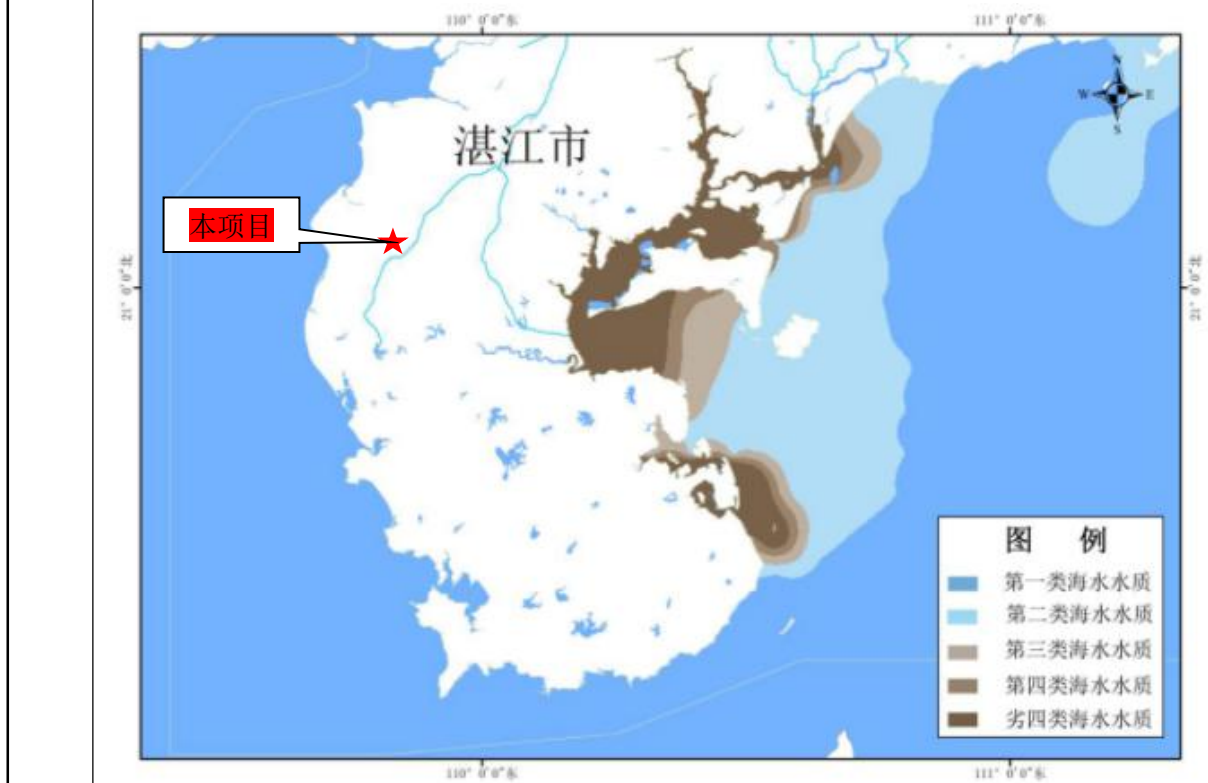 110° 0'0"东
111° 0'0"东
N
W
E
S
湛江市
本项目
21° 0'0"北
21° 0'0"北
图 例
第一类海水水质
第二类海水水质
第三类海水水质
第四类海水水质
劣四类海水水质
110° 0'0"东
111° 0'0"东